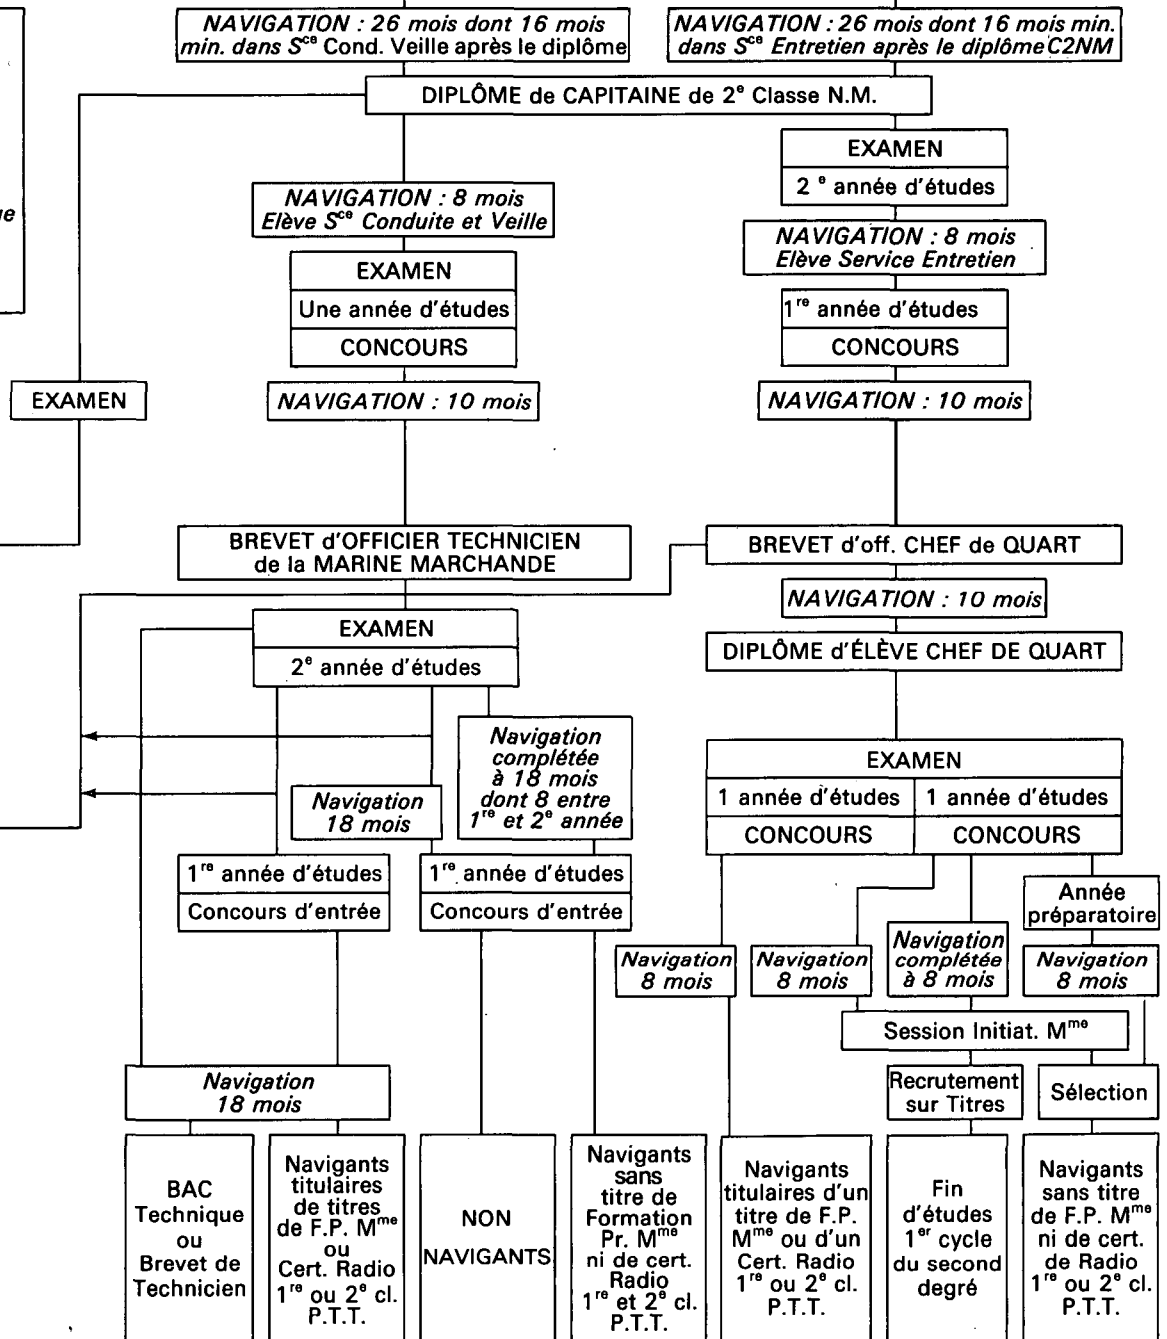 NAVIGATION : 26 mois dont 16 mois
min. dans Sce Cond. Veille après le diplôme
NAVIGATION : 26 mois dont 16 mois min.
dans Sce Entretien après le diplôme C2NM
DIPLÔME de CAPITAINE de 2e Classe N.M.
EXAMEN
2 e année d'études
NAVIGATION : 8 mois
Elève Sce Conduite et Veille
NAVIGATION : 8 mois
Elève Service Entretien
EXAMEN
Une année d'études
CONCOURS
1re année d'études
CONCOURS
EXAMEN
NAVIGATION : 10 mois
NAVIGATION : 10 mois
BREVET d'OFFICIER TECHNICIEN
de la MARINE MARCHANDE
BREVET d'off. CHEF de QUART
NAVIGATION : 10 mois
EXAMEN
2e année d'études
DIPLÔME d'ÉLÈVE CHEF DE QUART
Navigation
complétée
à 18 mois
dont 8 entre
1re et 2e année
Navigation
18 mois
EXAMEN
1 année d'études
CONCOURS
1 année d'études
CONCOURS
1re année d'études
Concours d'entrée
1re année d'études
Concours d'entrée
Année
préparatoire
Navigation
8 mois
Navigation
8 mois
Navigation
complétée
à 8 mois
Navigation
8 mois
Session Initiat. Mme
Navigation
18 mois
Recrutement
sur Titres
Sélection
BAC
Technique
ou
Brevet de
Technicien
Navigants
titulaires
de titres
de F.P. Mme
ou
Cert. Radio
1re ou 2e cl.
P.T.T.
NON
NAVIGANTS
Navigants
sans
titre de
Formation
Pr. Mme
ni de cert.
Radio
1re et 2e cl.
P.T.T.
Navigants
titulaires d'un
titre de F.P.
Mme ou d'un
Cert. Radio
1re ou 2e cl.
P.T.T.
Fin
d'études
1er cycle
du second
degré
Navigants
sans titre
de F.P. Mme
ni de cert.
de Radio
1re ou 2e cl.
P.T.T.